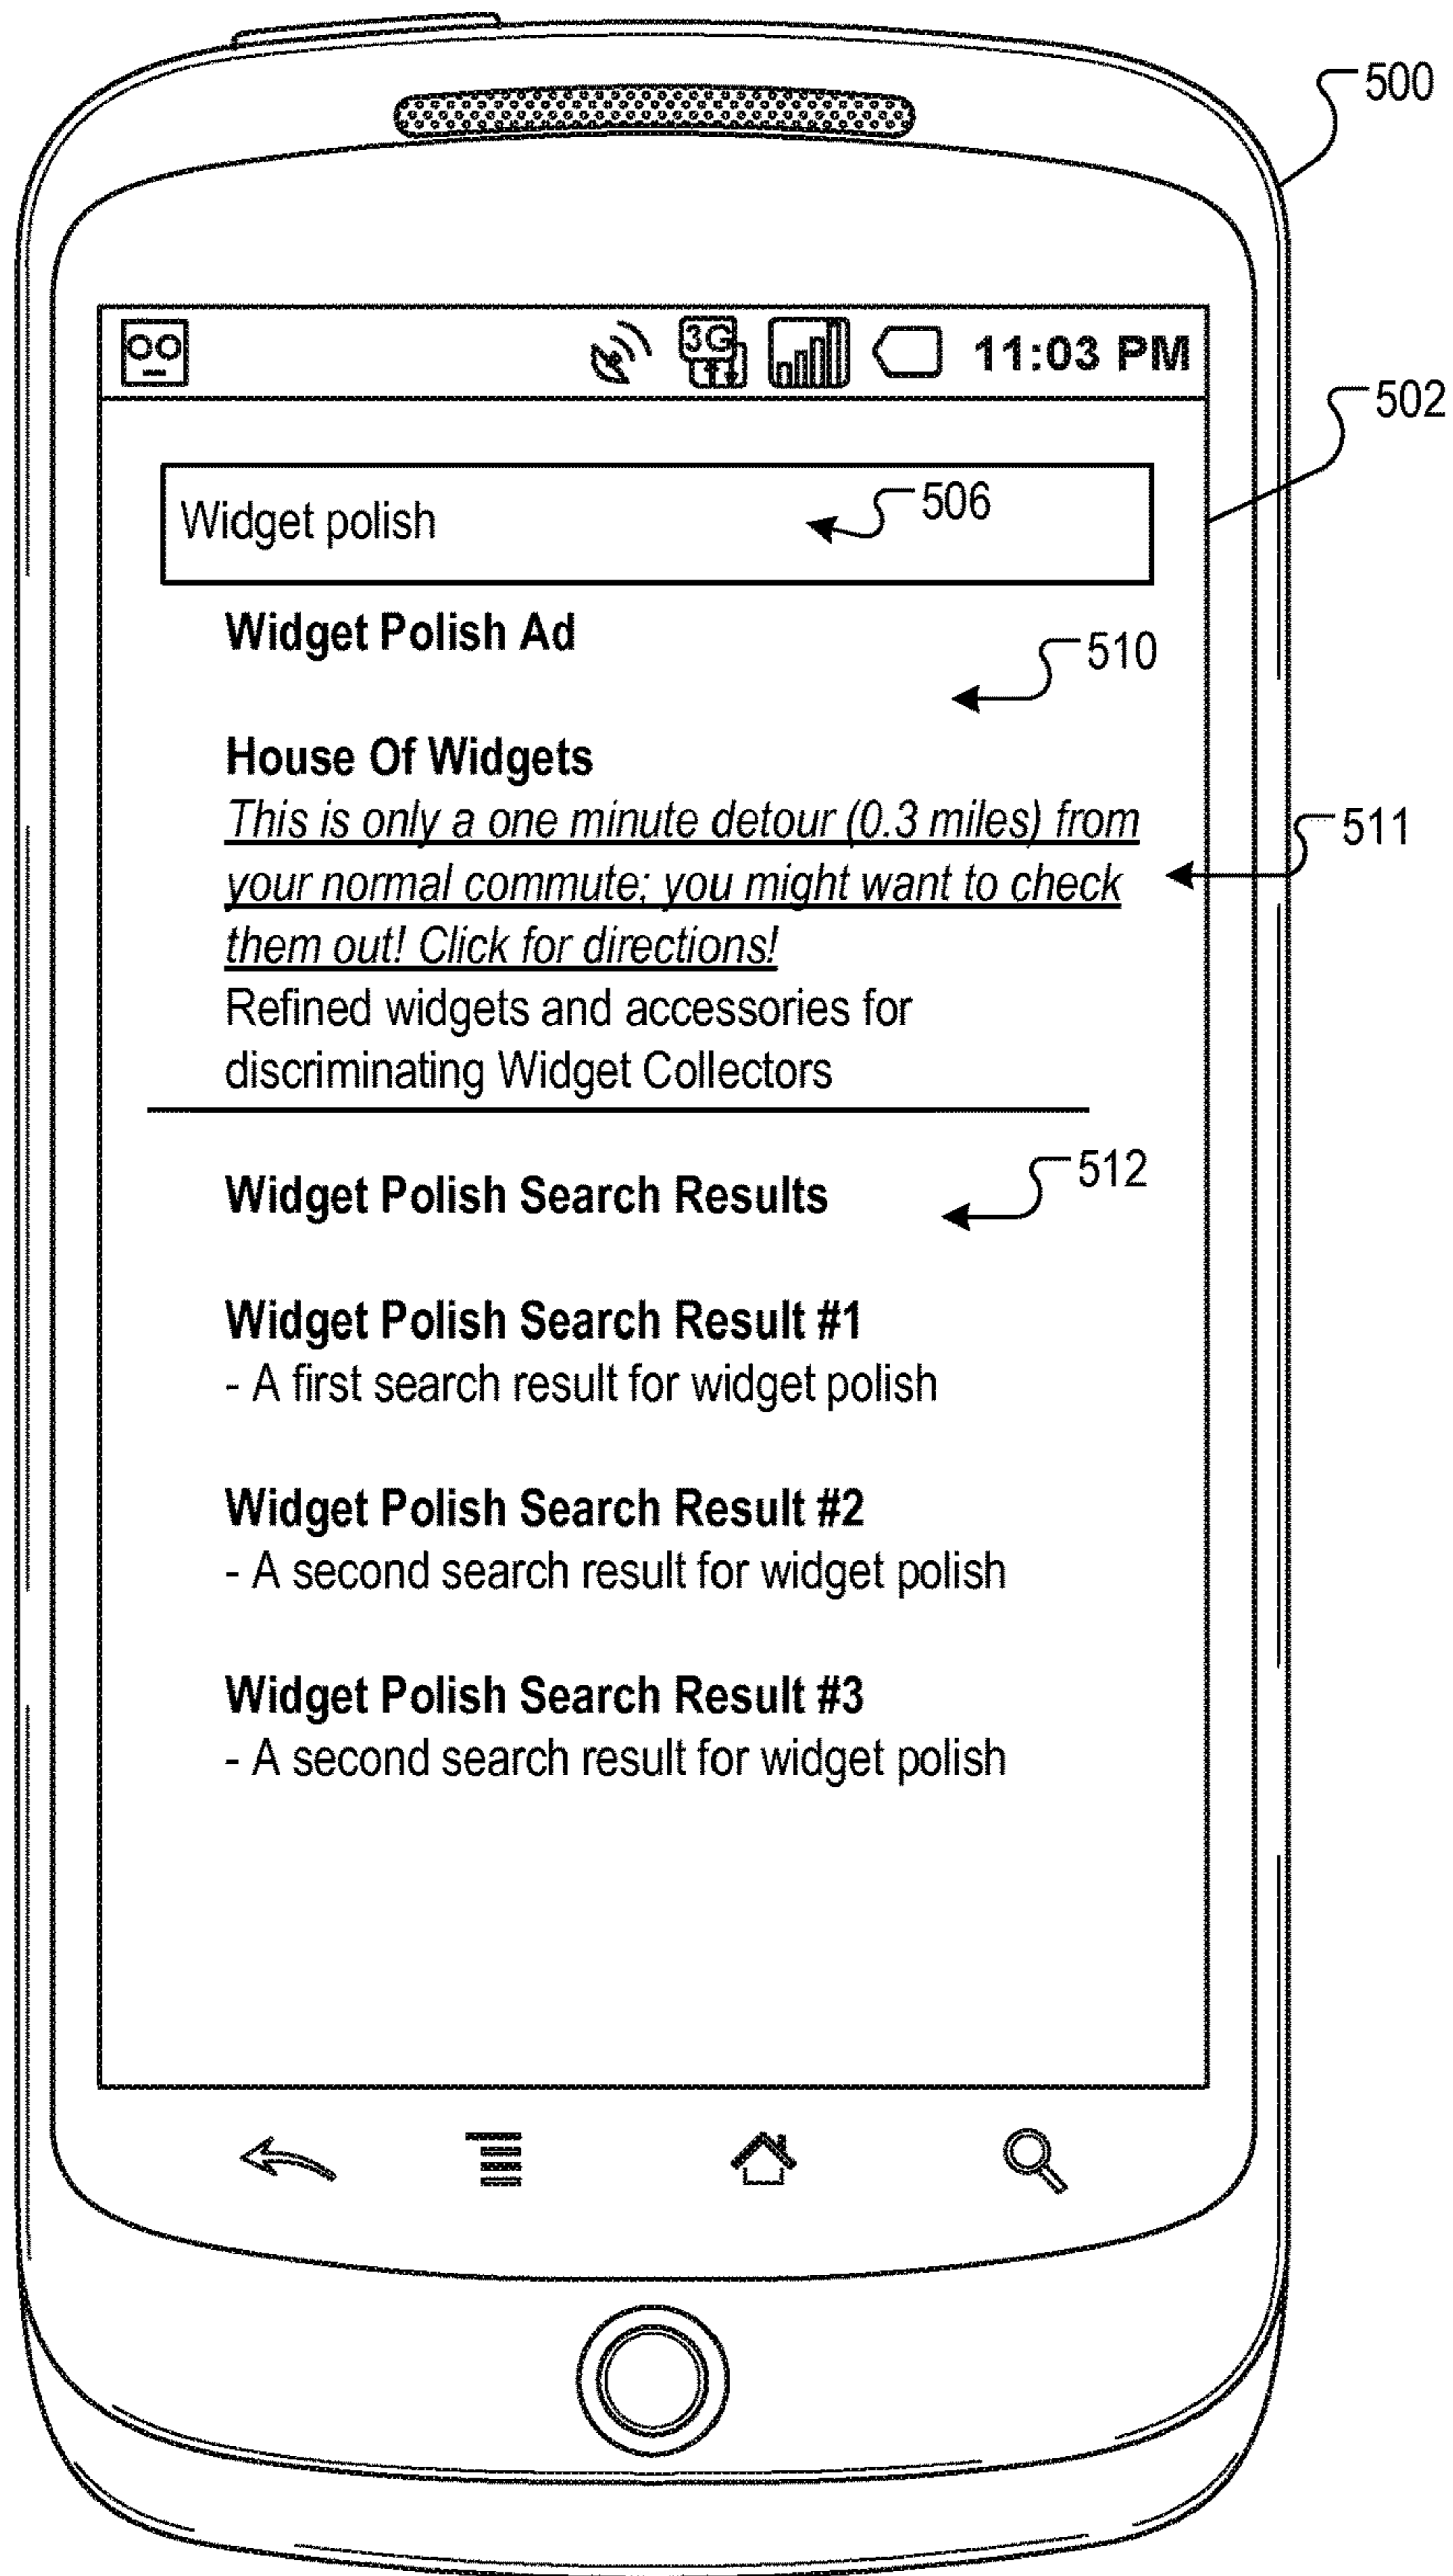 500
3G
11:03 PM
502
Widget polish
506
Widget Polish Ad
510
House Of Widgets
This is only a one minute detour (0.3 miles) from
your normal commute; you might want to check
them out! Click for directions!
511
Refined widgets and accessories for
discriminating Widget Collectors
Widget Polish Search Results
512
Widget Polish Search Result #1
- A first search result for widget polish
Widget Polish Search Result #2
- A second search result for widget polish
Widget Polish Search Result #3
- A second search result for widget polish